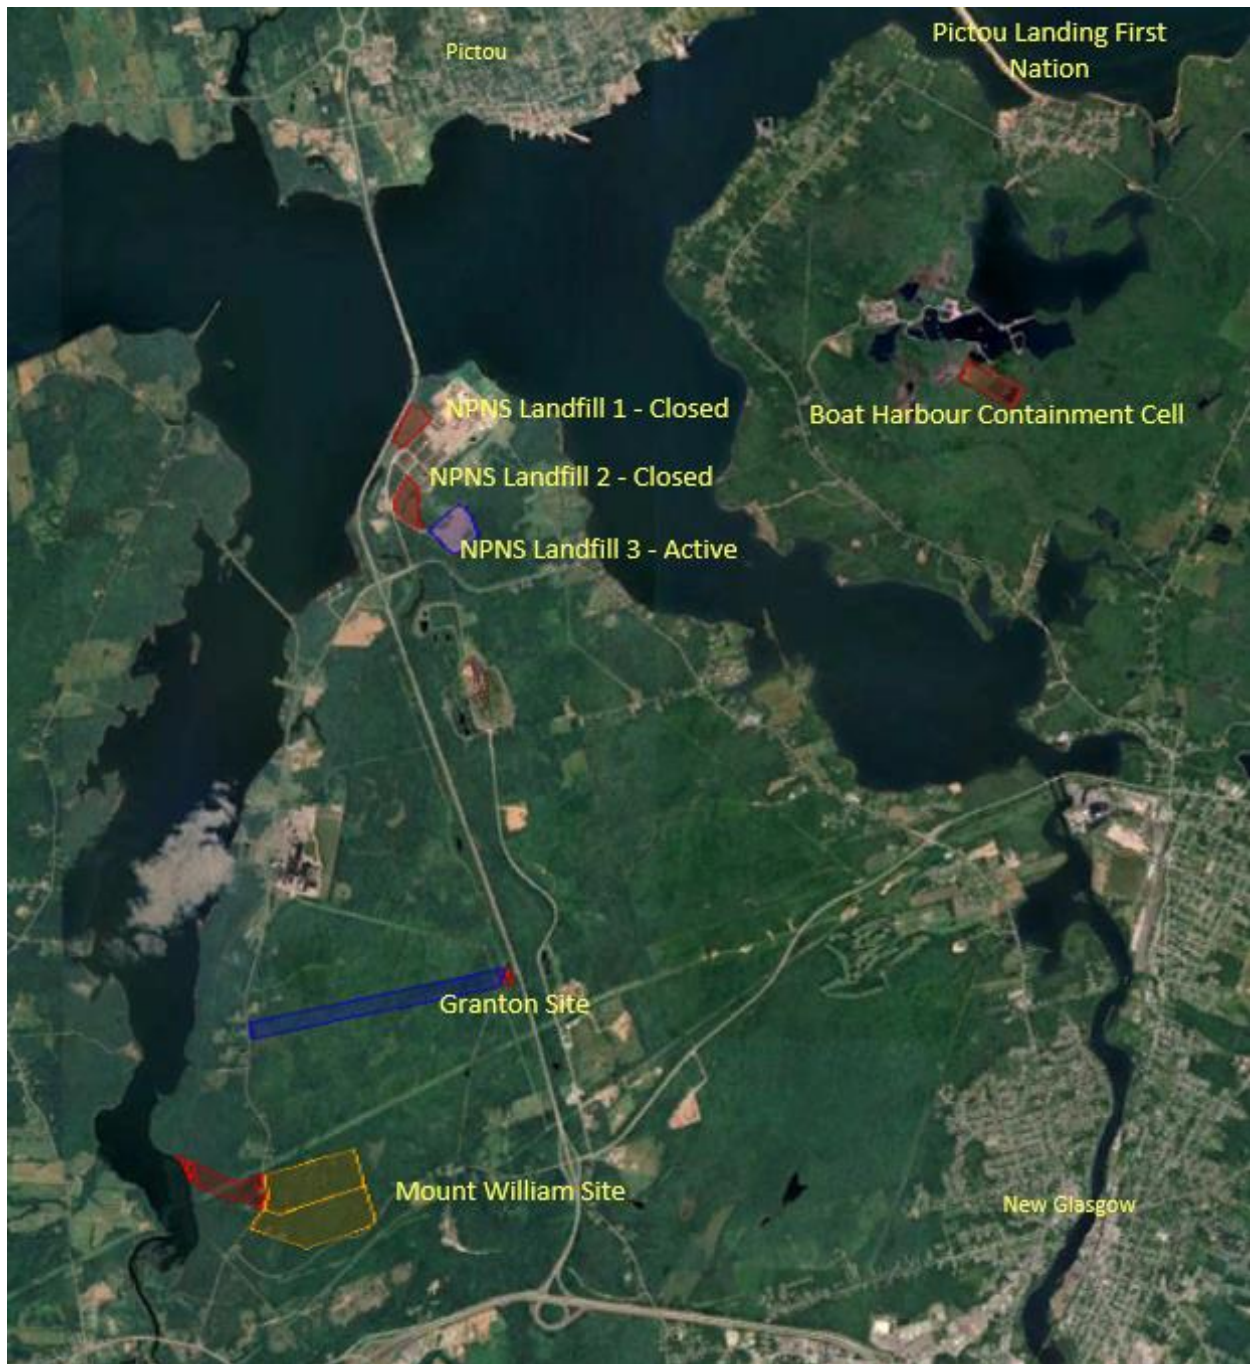 Pictou
Pictou Landing First
Nation
NPNS Landfill 1 - Closed
Boat Harbour Containment Cell
NPNS Landfill 2 - Closed
NPNS Landfill 3 - Active
Granton Site
Mount William Site
New Glasgow